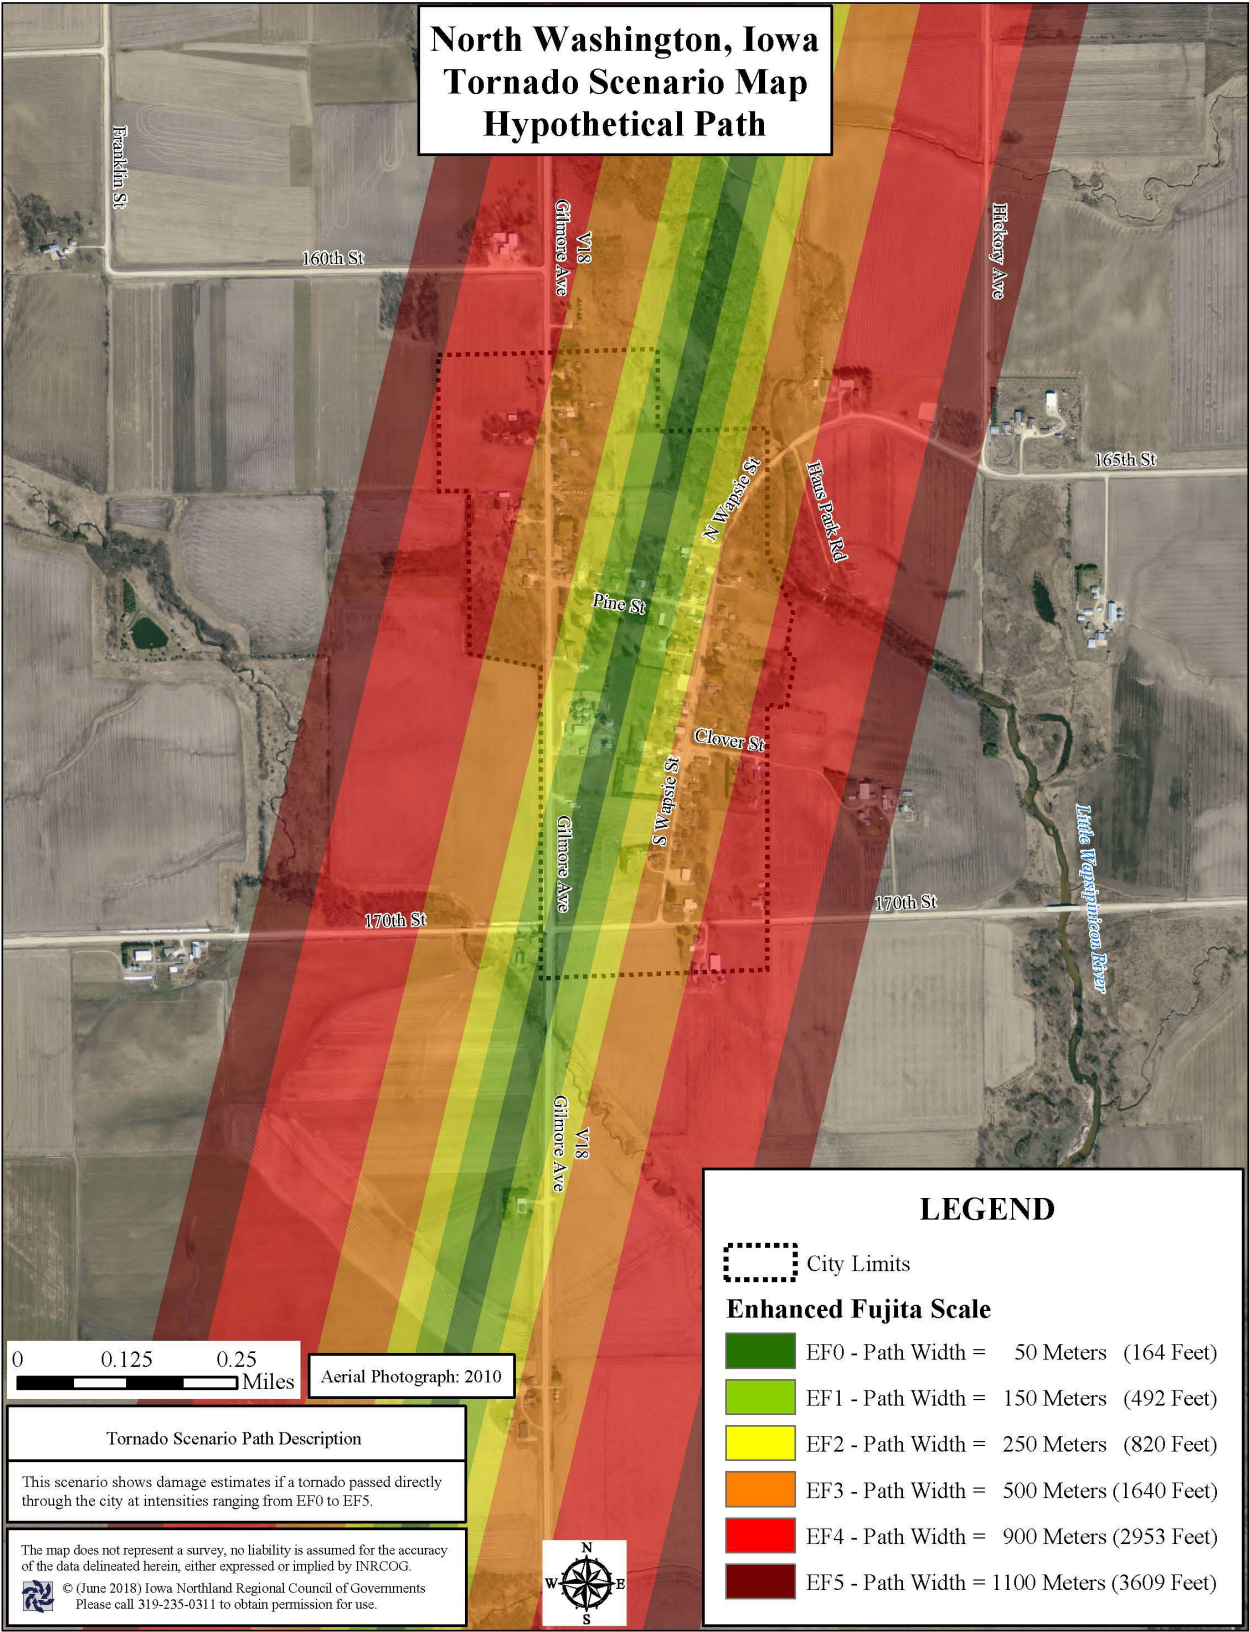 North Washington, Iowa
Tornado Scenario Map
Hypothetical Path
Franklin St
160th St
Gilmore Ave
V18
Hickory Ave
165th St
N Wapsie St
Haus Park Rd
Pine St
Clover St
S Wapsie St
Gilmore Ave
170th St
170th St
Little Wapsipinicon River
Gilmore Ave
V18
LEGEND
City Limits
Enhanced Fujita Scale
EF0 - Path Width = 50 Meters (164 Feet)
EF1 - Path Width = 150 Meters (492 Feet)
EF2 - Path Width = 250 Meters (820 Feet)
EF3 - Path Width = 500 Meters (1640 Feet)
EF4 - Path Width = 900 Meters (2953 Feet)
EF5 - Path Width = 1100 Meters (3609 Feet)
0 0.125 0.25
Miles
Aerial Photograph: 2010
Tornado Scenario Path Description
This scenario shows damage estimates if a tornado passed directly
through the city at intensities ranging from EF0 to EF5.
The map does not represent a survey, no liability is assumed for the accuracy
of the data delineated herein, either expressed or implied by INRCOG.
© (June 2018) Iowa Northland Regional Council of Governments
Please call 319-235-0311 to obtain permission for use.
N
W E
S